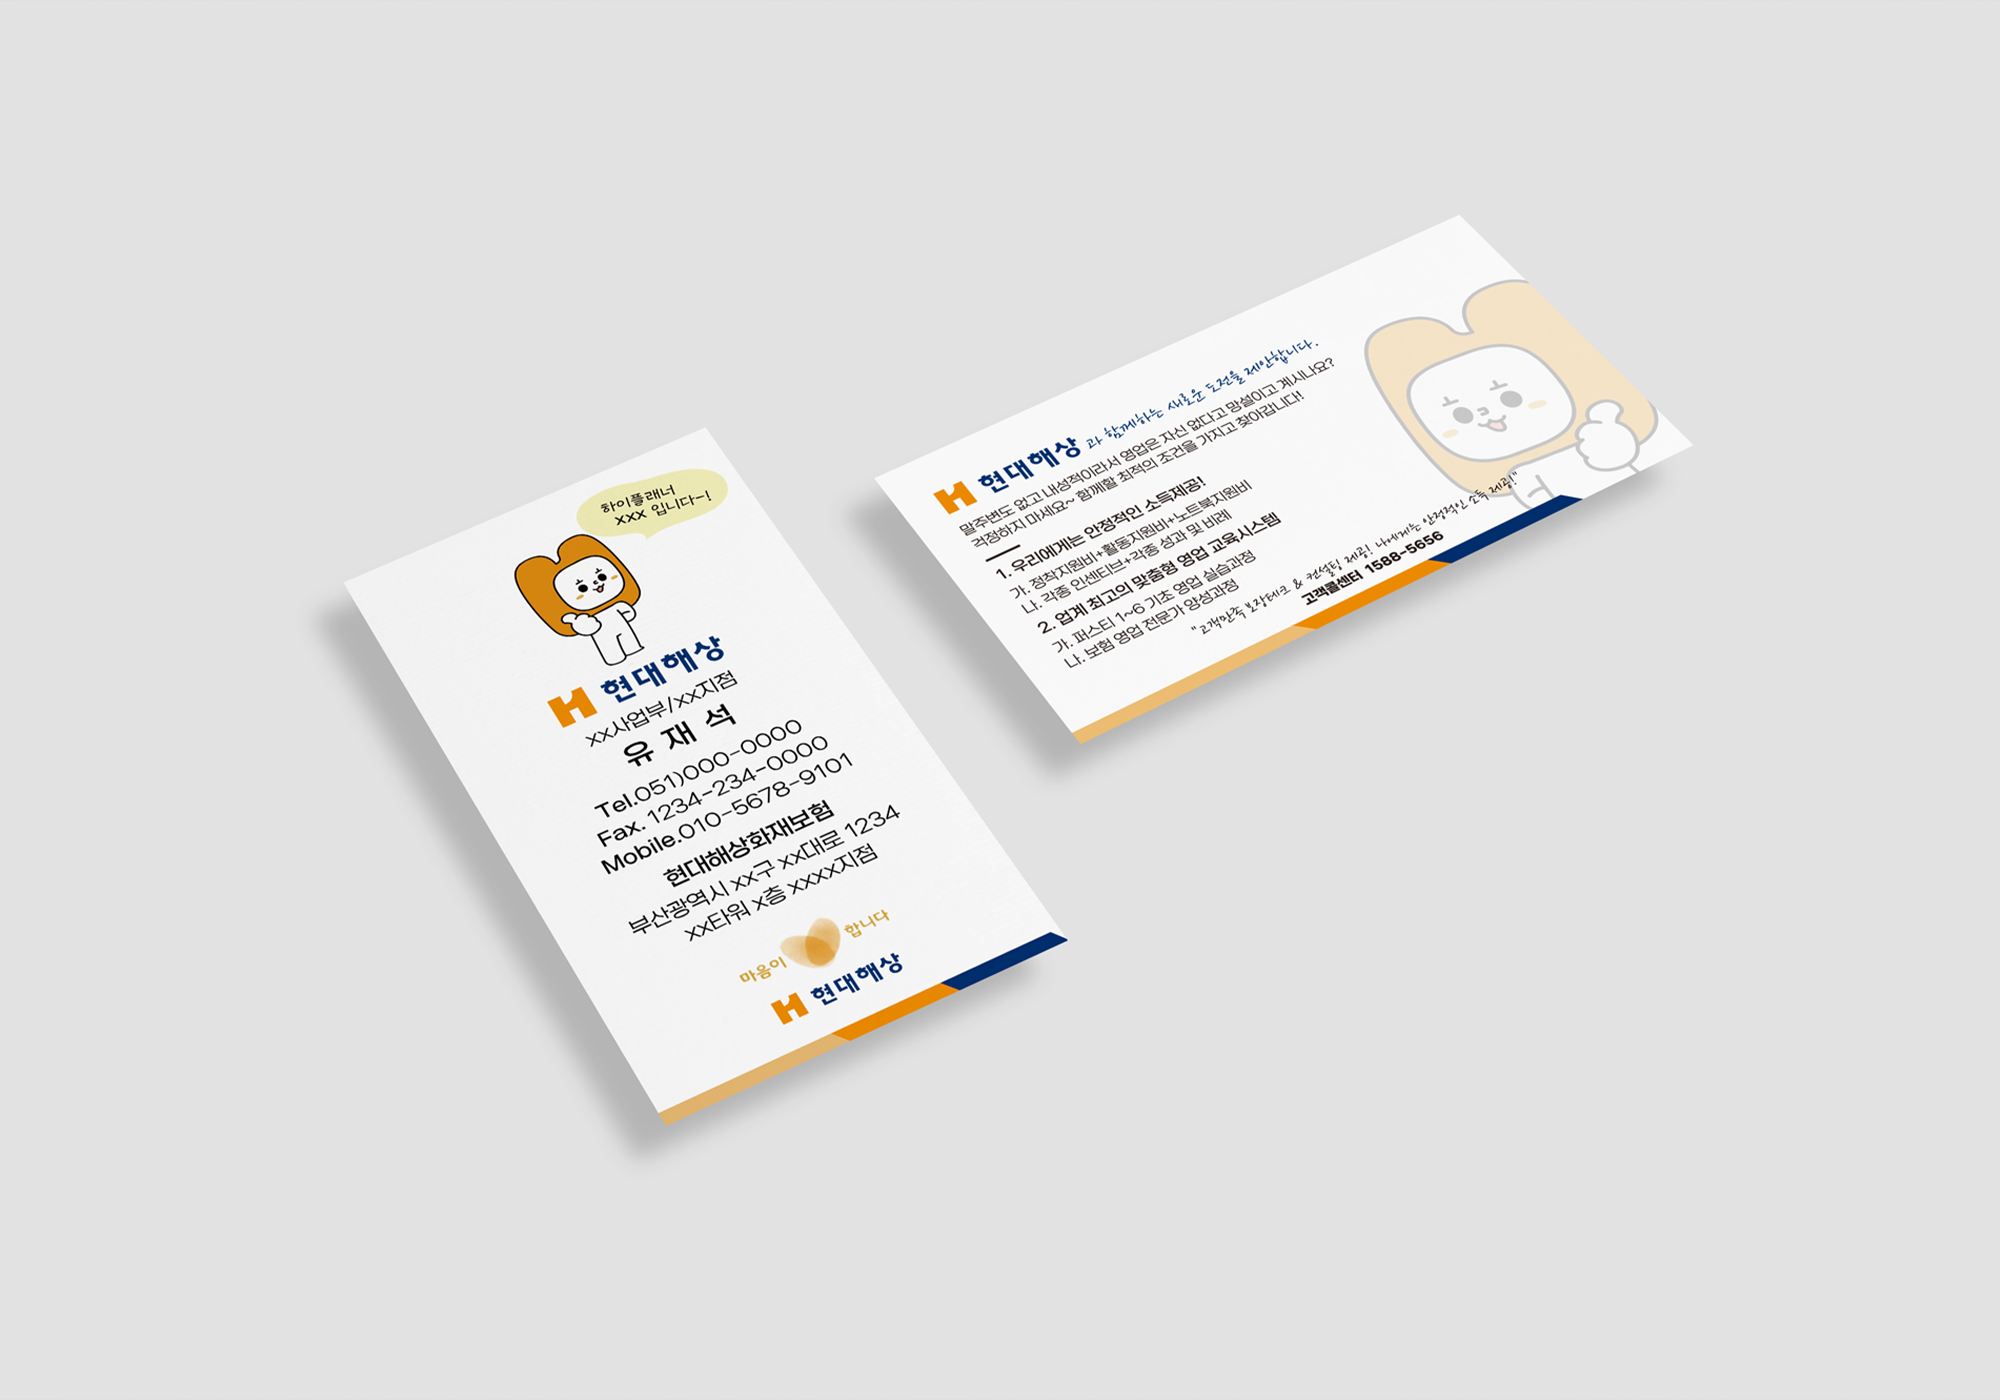 하이플래너
xxx 입니다~!
현대해상
xx사업부/xx지점
유재석
Tel.051)000-0000
Fax. 1234-234-0000
Mobile.010-5678-9101
현대해상화재보험
부산광역시 xx구 xx대로 1234
xx타워 x층 xxxx지점
마음이 합니다
현대해상
현대해상과 함께하는 새로운 도전을 제안합니다.
말주변도 없고 내성적이라서 영업은 자신 없다고 망설이고 계시나요?
걱정하지 마세요~ 함께할 최적의 조건을 가지고 찾아갑니다!
1. 우리에게는 안정적인 소득제공!
가. 정착지원비+활동지원비+노트북지원비
나. 각종 인센티브+각종 성과 및 비례
2. 업계 최고의 맞춤형 영업 교육시스템
가. 퍼스티 1~6 기초 영업 실습과정
나. 보험 영업 전문가 양성과정
"고객만족 보장테크 & 컨설팅 제공! 나에게는 안정적인 소득 제공!"
고객콜센터 1588-5656